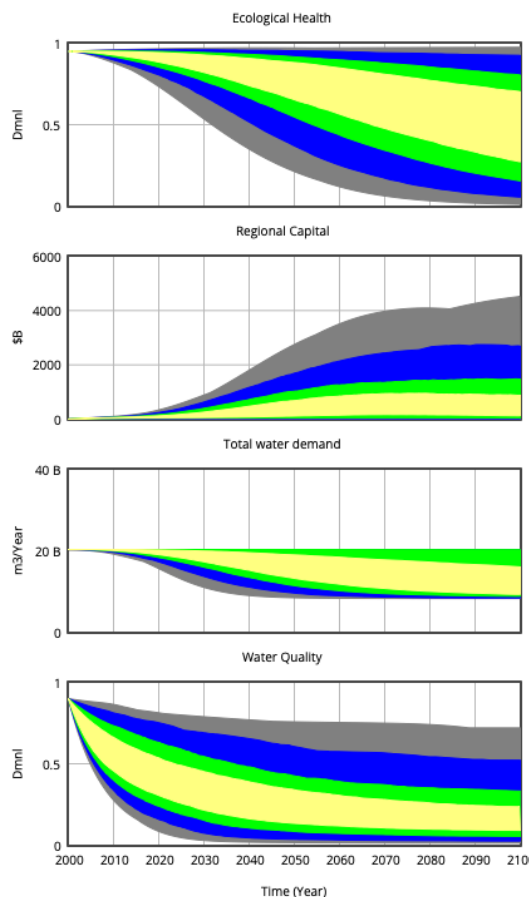 Ecological Health
1
0.5
0
Dmnl
Regional Capital
6000
4000
2000
0
$B
Total water demand
40 B
20 B
0
m3/Year
Water Quality
1
0.5
0
Dmnl
2000 2010 2020 2030 2040 2050 2060 2070 2080 2090 210
Time (Year)